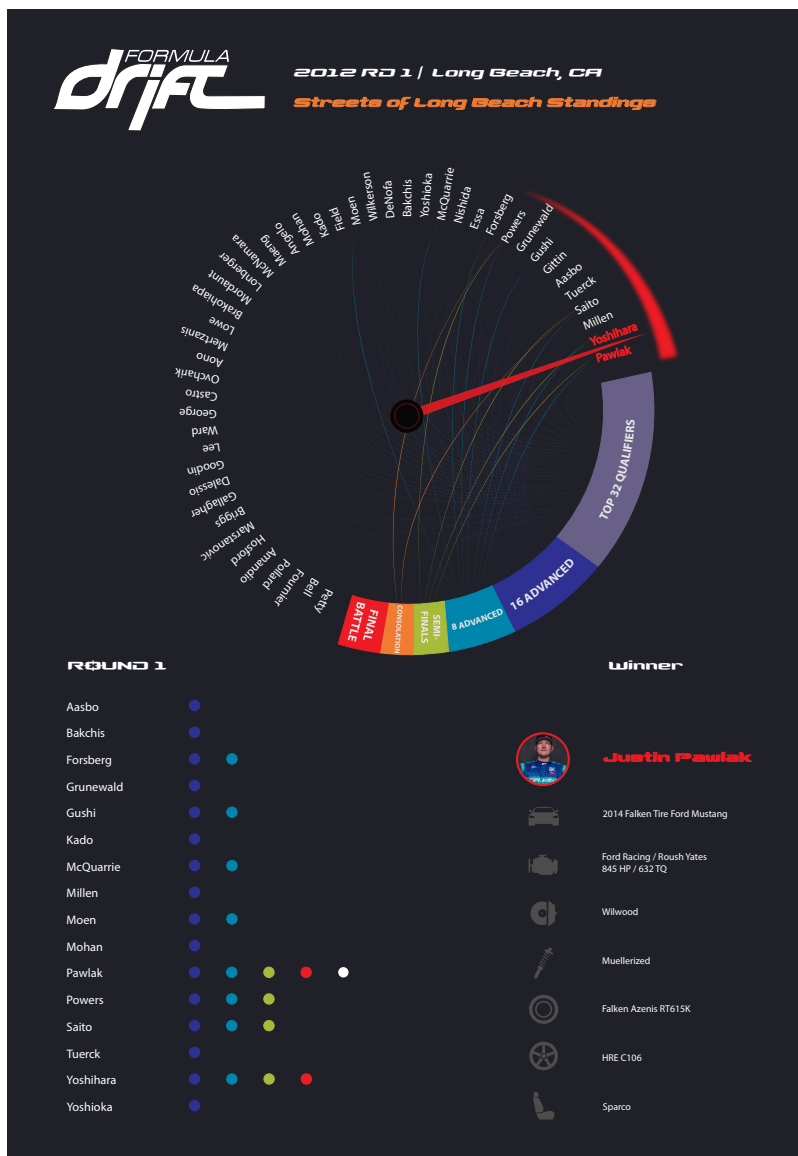 FORMULA
drift
2012 RD 1 | Long Beach, CA
Streets of Long Beach Standings
Petty
Bell
Fournier
Pollard
Amandio
Hosford
Marstanovic
Briggs
Gallagher
Dalessio
Goodin
Lee
Ward
George
Castro
Ovcharik
Aono
Mertzanis
Lowe
Brakohiapa
Mordaunt
Lonberger
McNamara
Maeng
Angelo
Mohan
Kado
Field
Moen
Wilkerson
DeNofa
Bakchis
Yoshioka
McQuarrie
Nishida
Essa
Forsberg
Powers
Grunewald
Gushi
Gittin
Aasbo
Tuerck
Saito
Millen
Yoshihara
Pawlak
TOP 32 QUALIFIERS
16 ADVANCED
8 ADVANCED
SEMI-
FINALS
CONSOLATION
FINAL
BATTLE
ROUND 1
Aasbo
Bakchis
Forsberg
Grunewald
Gushi
Kado
McQuarrie
Millen
Moen
Mohan
Pawlak
Powers
Saito
Tuerck
Yoshihara
Yoshioka
Winner
FALKEN
Justin Pawlak
2014 Falken Tire Ford Mustang
Ford Racing / Roush Yates
845 HP / 632 TQ
Wilwood
Muellerized
Falken Azenis RT615K
HRE C106
Sparco